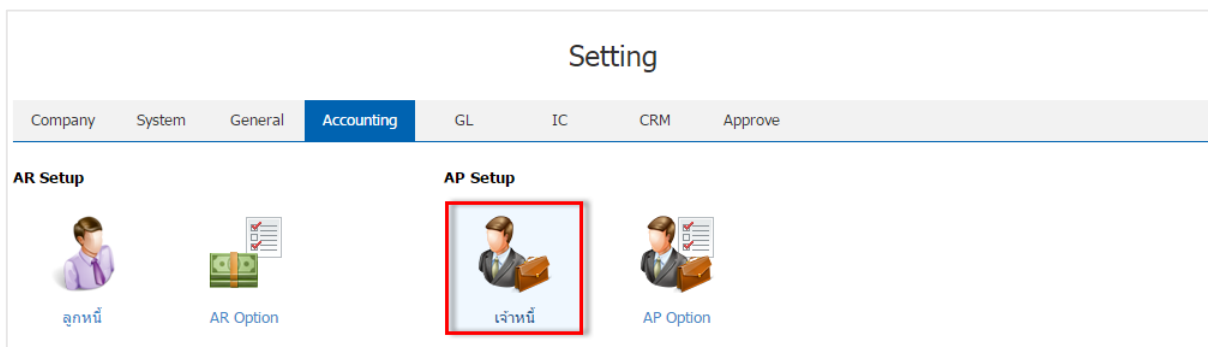 Setting
Company System General Accounting GL IC CRM Approve
AR Setup AP Setup
ลูกหนี้ AR Option เจ้าหนี้ AP Option